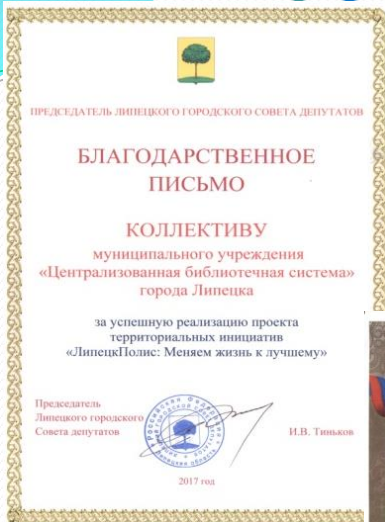 ПРЕДСЕДАТЕЛЬ ЛИПЕЦКОГО ГОРОДСКОГО СОВЕТА ДЕПУТАТОВ
БЛАГОДАРСТВЕННОЕ
ПИСЬМО
КОЛЛЕКТИВУ
муниципального учреждения
«Централизованная библиотечная система»
города Липецка
за успешную реализацию проекта
территориальных инициатив
«ЛипецкПолис: Меняем жизнь к лучшему»
Председатель
Липецкого городского
Совета депутатов
И.В. Тиньков
2017 год